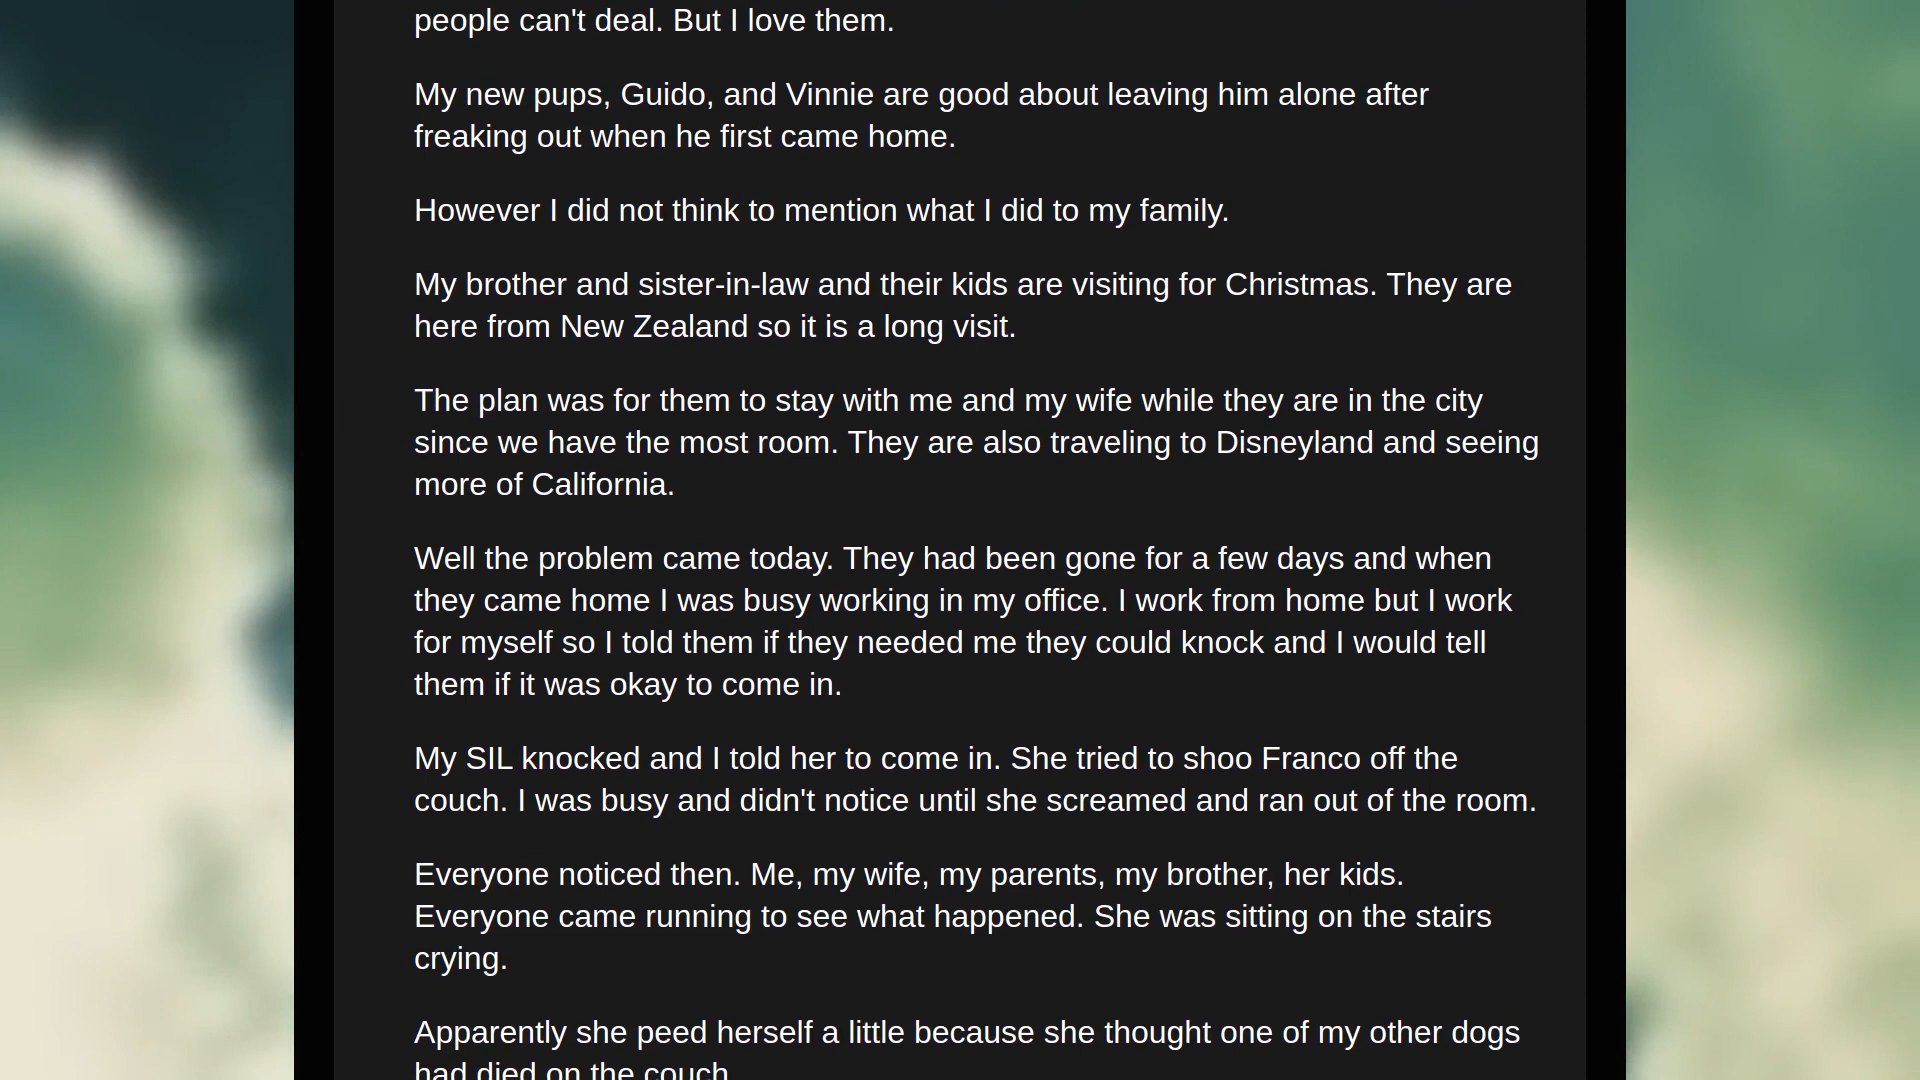 people can't deal. But I love them.
My new pups, Guido, and Vinnie are good about leaving him alone after
freaking out when he first came home.
However I did not think to mention what I did to my family.
My brother and sister-in-law and their kids are visiting for Christmas. They are
here from New Zealand so it is a long visit.
The plan was for them to stay with me and my wife while they are in the city
since we have the most room. They are also traveling to Disneyland and seeing
more of California.
Well the problem came today. They had been gone for a few days and when
they came home I was busy working in my office. I work from home but I work
for myself so I told them if they needed me they could knock and I would tell
them if it was okay to come in.
My SIL knocked and I told her to come in. She tried to shoo Franco off the
couch. I was busy and didn't notice until she screamed and ran out of the room.
Everyone noticed then. Me, my wife, my parents, my brother, her kids.
Everyone came running to see what happened. She was sitting on the stairs
crying.
Apparently she peed herself a little because she thought one of my other dogs
had died on the couch.